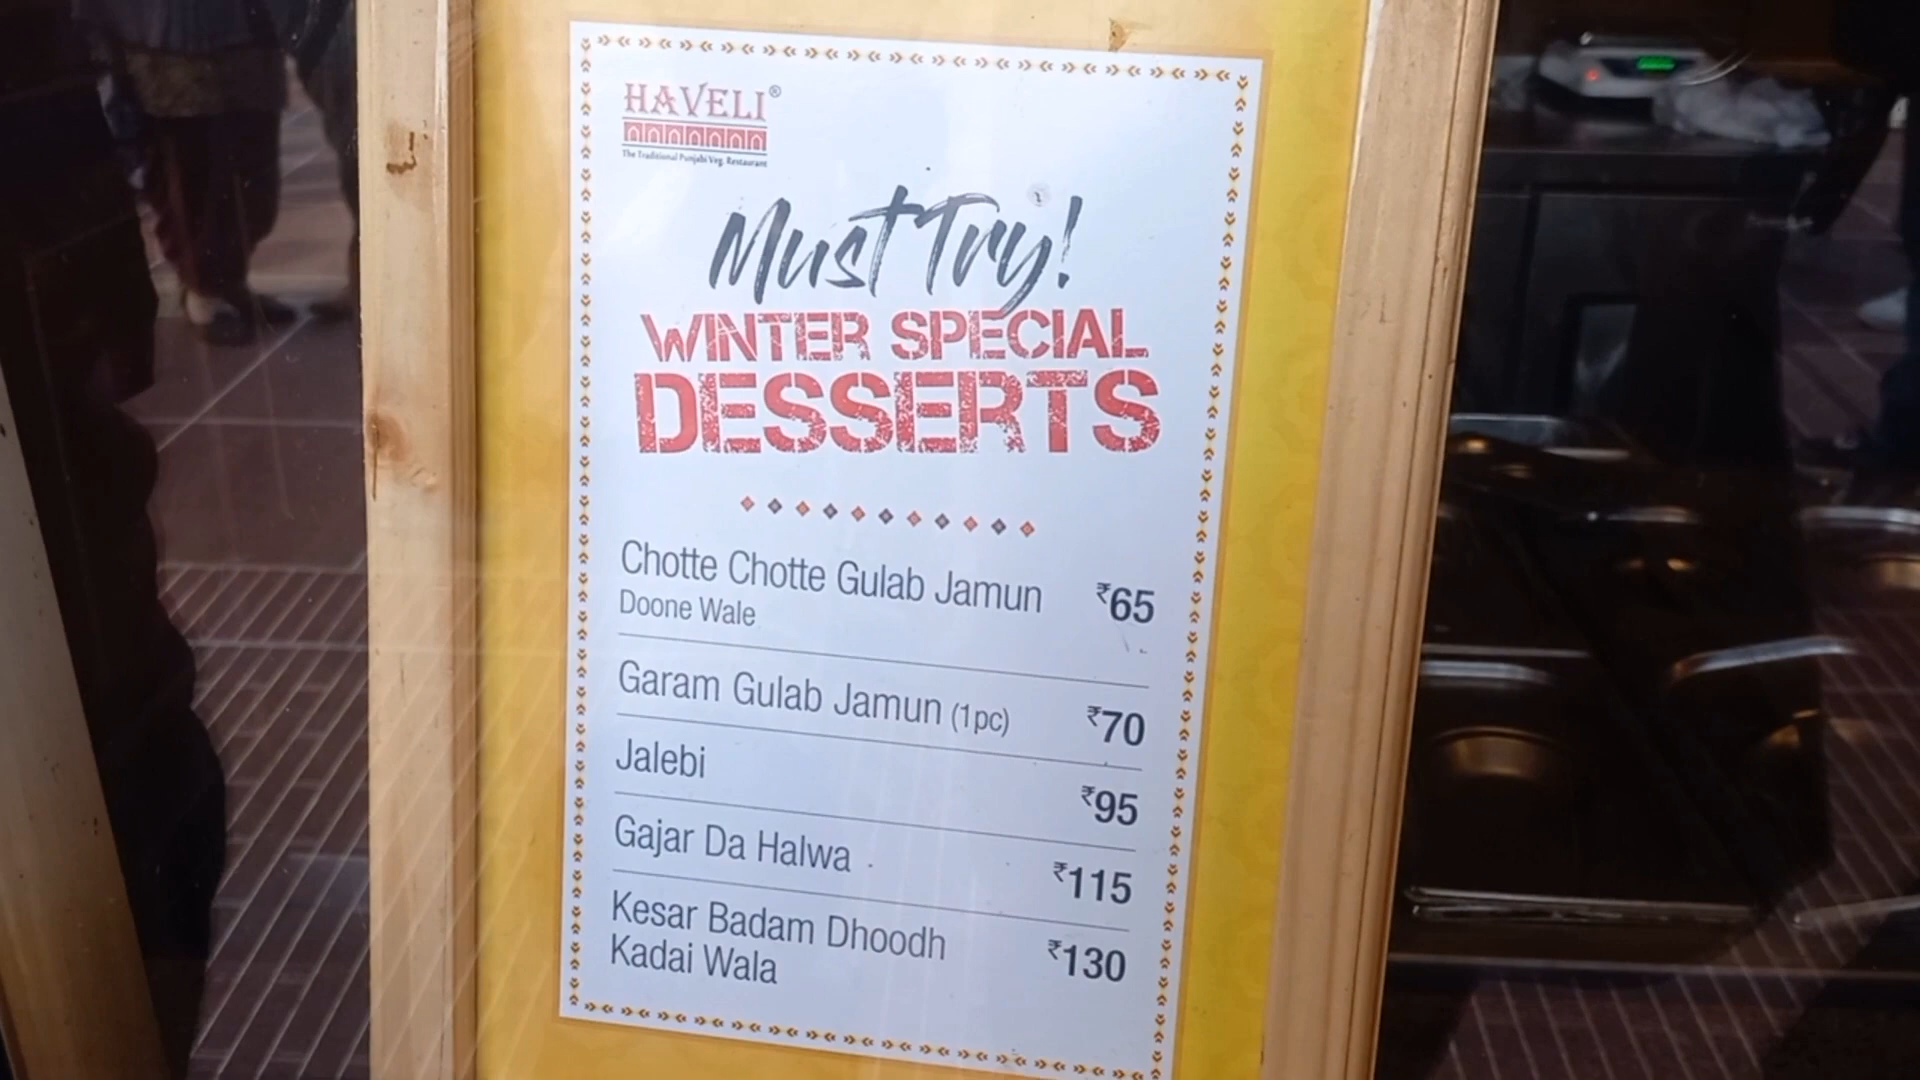 HAVELI®
The Traditional Punjabi Veg. Restaurant
Must Try!
WINTER SPECIAL
DESSERTS
Chotte Chotte Gulab Jamun ₹65
Doone Wale
Garam Gulab Jamun (1pc) ₹70
Jalebi ₹95
Gajar Da Halwa ₹115
Kesar Badam Dhoodh ₹130
Kadai Wala